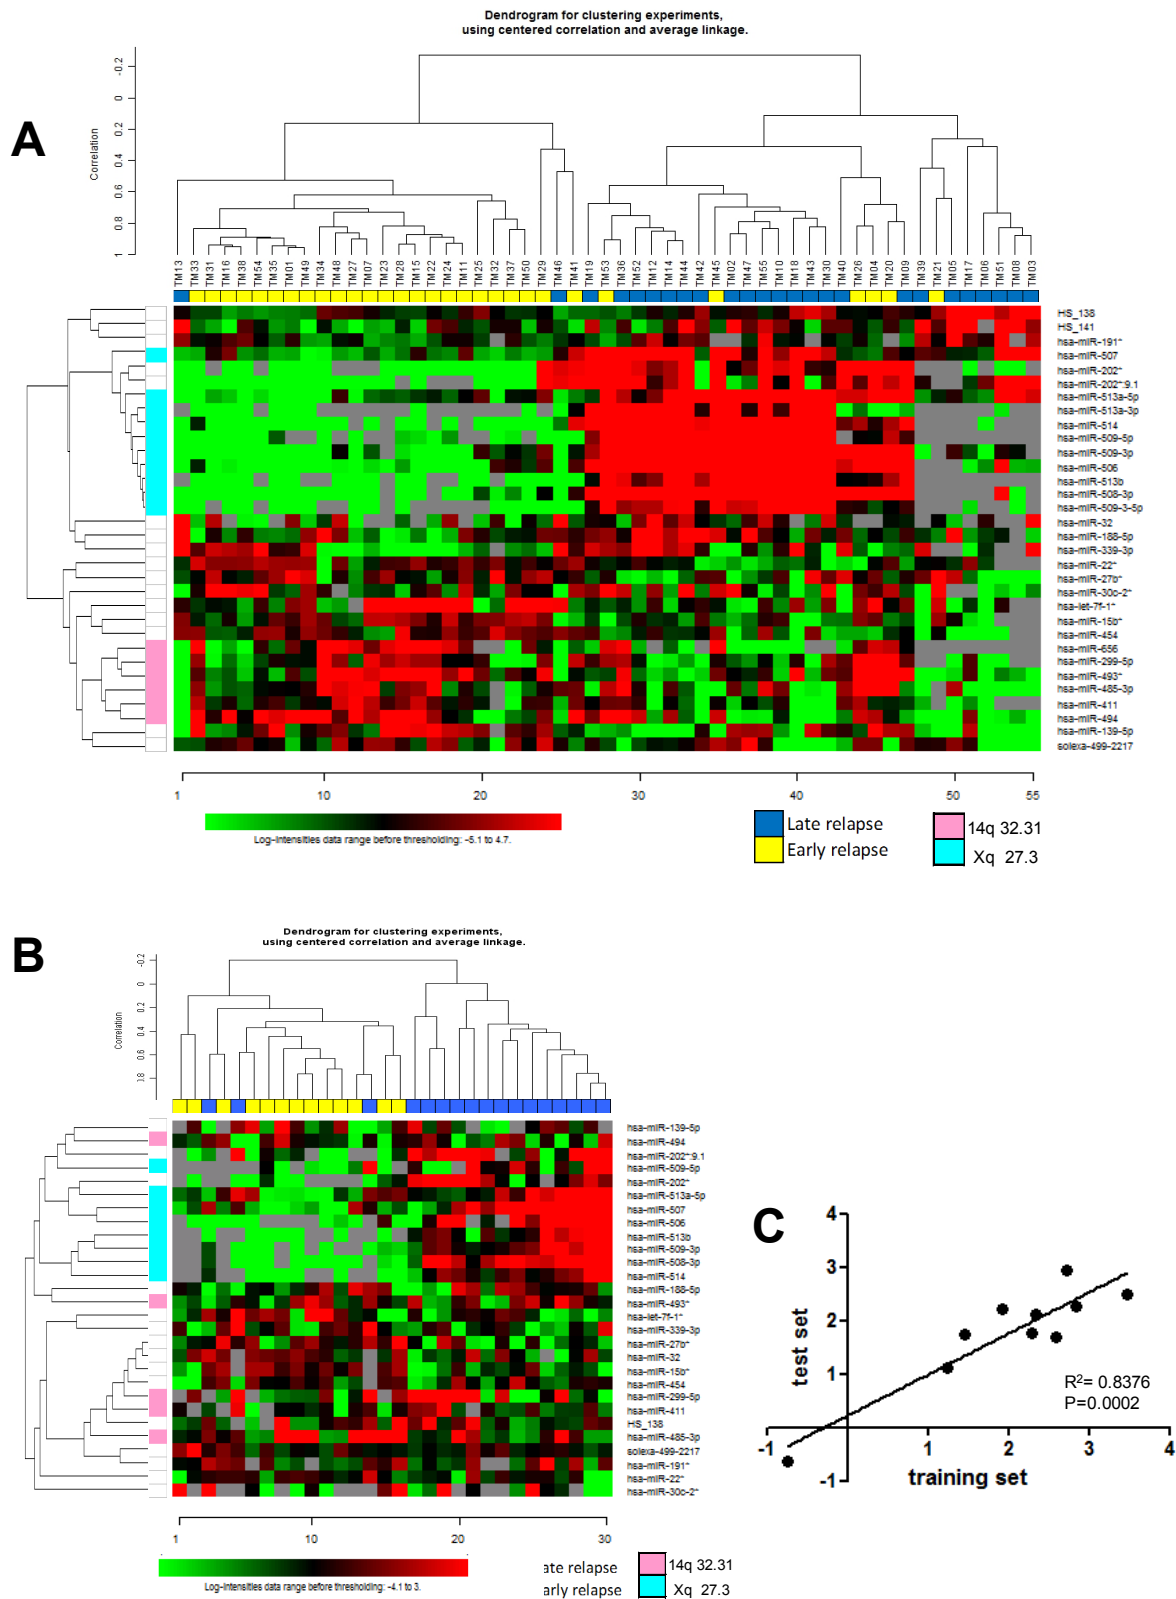 Dendrogram for clustering experiments,
using centered correlation and average linkage.
A
Correlation
-0.2
0
0.2
0.4
0.6
0.8
1
TM13 TM33 TM31 TM16 TM38 TM54 TM35 TM01 TM49 TM34 TM48 TM27 TM07 TM23 TM28 TM15 TM22 TM24 TM11 TM25 TM32 TM37 TM50 TM29 TM46 TM41 TM19 TM53 TM36 TM52 TM12 TM14 TM44 TM42 TM45 TM02 TM47 TM55 TM10 TM18 TM43 TM30 TM40 TM26 TM04 TM20 TM09 TM39 TM21 TM05 TM17 TM06 TM51 TM08 TM03
HS_138
HS_141
hsa-miR-191*
hsa-miR-507
hsa-miR-202*
hsa-miR-202*:9.1
hsa-miR-513a-5p
hsa-miR-513a-3p
hsa-miR-514
hsa-miR-509-5p
hsa-miR-509-3p
hsa-miR-506
hsa-miR-513b
hsa-miR-508-3p
hsa-miR-509-3-5p
hsa-miR-32
hsa-miR-188-5p
hsa-miR-339-3p
hsa-miR-22*
hsa-miR-27b*
hsa-miR-30c-2*
hsa-let-7f-1*
hsa-miR-15b*
hsa-miR-454
hsa-miR-656
hsa-miR-299-5p
hsa-miR-493*
hsa-miR-485-3p
hsa-miR-411
hsa-miR-494
hsa-miR-139-5p
solexa-499-2217
1 10 20 30 40 50 55
Log-intensities data range before thresholding: -5.1 to 4.7.
Late relapse
Early relapse
14q 32.31
Xq 27.3
B
Dendrogram for clustering experiments,
using centered correlation and average linkage.
Correlation
-0.2
0
0.2
0.4
0.6
0.8
hsa-miR-139-5p
hsa-miR-494
hsa-miR-202*:9.1
hsa-miR-509-5p
hsa-miR-202*
hsa-miR-513a-5p
hsa-miR-507
hsa-miR-506
hsa-miR-513b
hsa-miR-509-3p
hsa-miR-508-3p
hsa-miR-514
hsa-miR-188-5p
hsa-miR-493*
hsa-let-7f-1*
hsa-miR-339-3p
hsa-miR-27b*
hsa-miR-32
hsa-miR-15b*
hsa-miR-454
hsa-miR-299-5p
hsa-miR-411
HS_138
hsa-miR-485-3p
solexa-499-2217
hsa-miR-191*
hsa-miR-22*
hsa-miR-30c-2*
1 10 20 30
Log-intensities data range before thresholding: -4.1 to 3.
ate relapse
arly relapse
14q 32.31
Xq 27.3
C
4
3
2
1
-1
test set
R²= 0.8376
P=0.0002
-1 1 2 3 4
training set